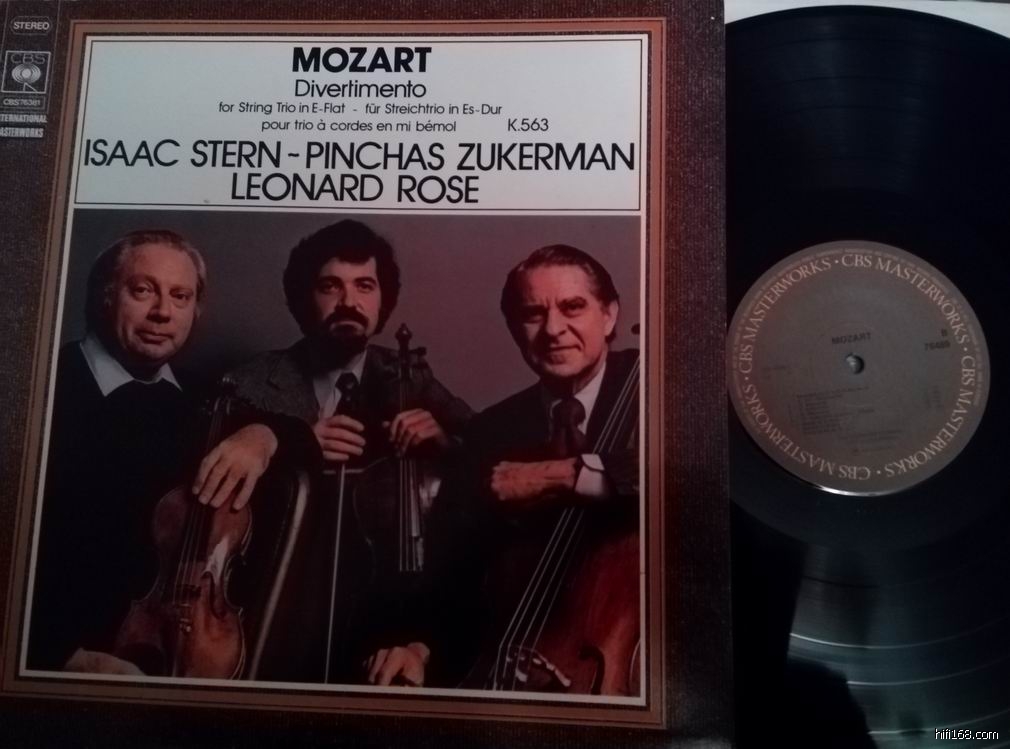 STEREO
CBS
CBS 76381
INTERNATIONAL
MASTERWORKS
MOZART
Divertimento
for String Trio in E-Flat - für Streichtrio in Es-Dur
pour trio à cordes en mi bémol K.563
ISAAC STERN ~ PINCHAS ZUKERMAN
LEONARD ROSE
CBS MASTERWORKS · CBS MASTERWORKS · CBS MASTERWORKS · CBS MASTERWORKS ·
MOZART
B
hifi168.com